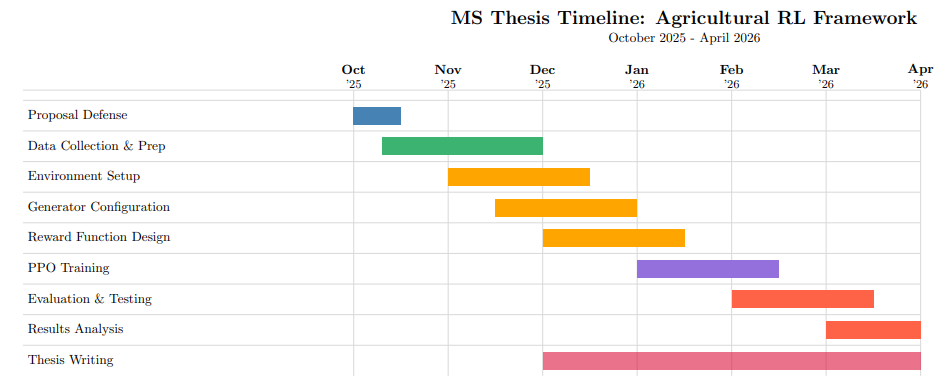 MS Thesis Timeline: Agricultural RL Framework
October 2025 - April 2026
Oct Nov Dec Jan Feb Mar Apr
'25 '25 '25 '26 '26 '26 '26
Proposal Defense
Data Collection & Prep
Environment Setup
Generator Configuration
Reward Function Design
PPO Training
Evaluation & Testing
Results Analysis
Thesis Writing